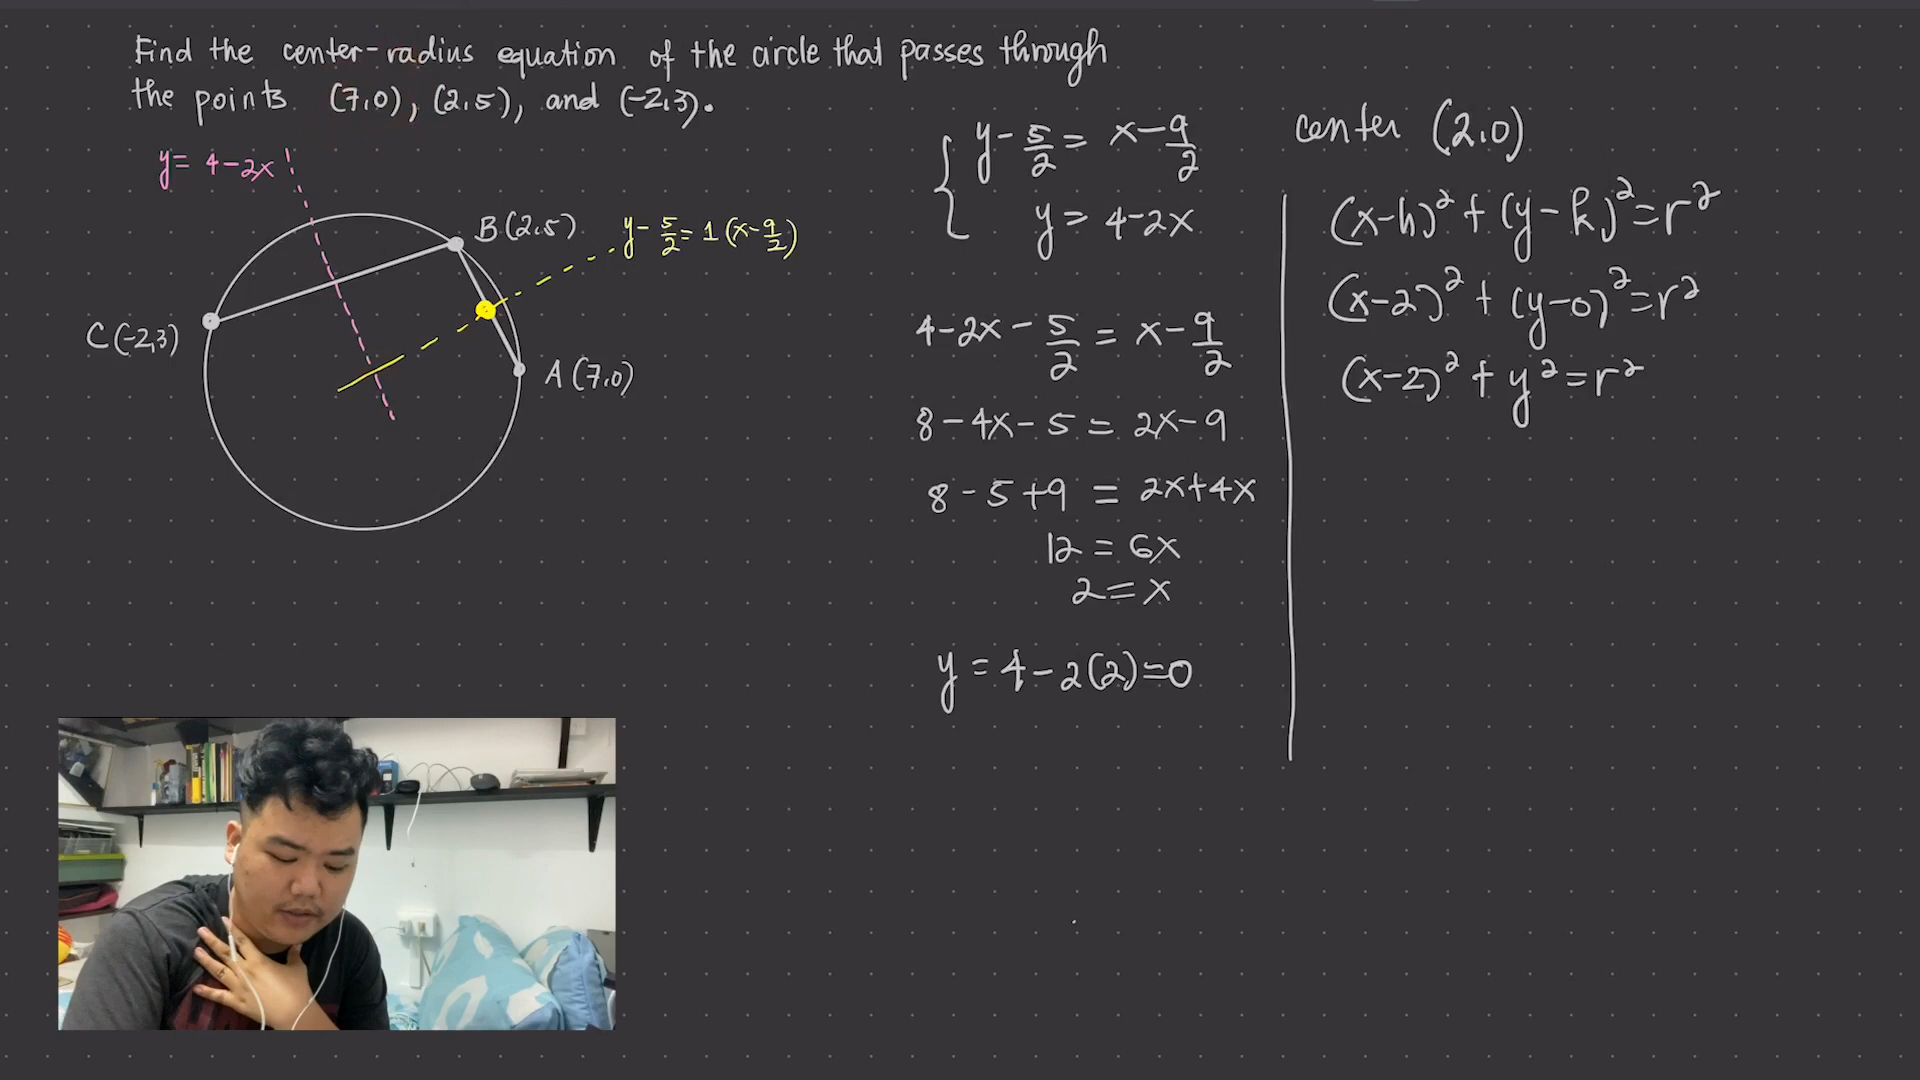 Find the center-radius equation of the circle that passes through
the points (7,0), (2,5), and (-2,3).
y = 4-2x
B(2,5)
y - 5/2 = 1(x - 9/2)
C(-2,3)
A(7,0)
y - 5/2 = x - 9/2
y = 4-2x
4-2x - 5/2 = x - 9/2
8-4x-5 = 2x-9
8-5+9 = 2x+4x
12 = 6x
2 = x
y = 4-2(2)=0
center (2,0)
(x-h)² + (y-k)² = r²
(x-2)² + (y-0)² = r²
(x-2)² + y² = r²